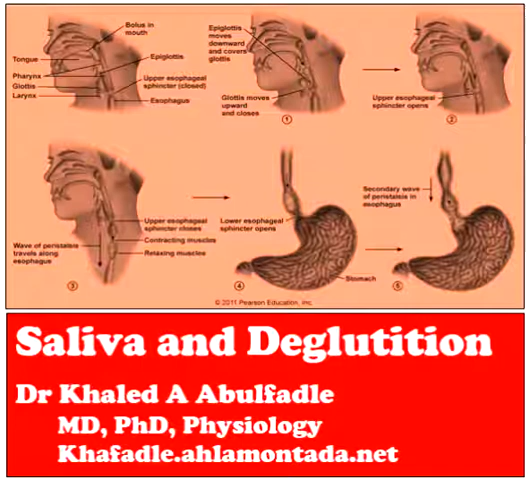 Bolus in
mouth
Tongue
Epiglottis
Pharynx
Glottis
Larynx
Upper esophageal
sphincter (closed)
Esophagus
Epiglottis
moves
downward
and covers
glottis
Glottis moves
upward
and closes
1
Upper esophageal
sphincter opens
2
Wave of peristalsis
travels along
esophagus
Upper esophageal
sphincter closes
Contracting muscles
Relaxing muscles
3
Lower esophageal
sphincter opens
Stomach
4
Secondary wave
of peristalsis in
esophagus
5
© 2011 Pearson Education, Inc.
Saliva and Deglutition
Dr Khaled A Abulfadle
MD, PhD, Physiology
Khafadle.ahlamontada.net